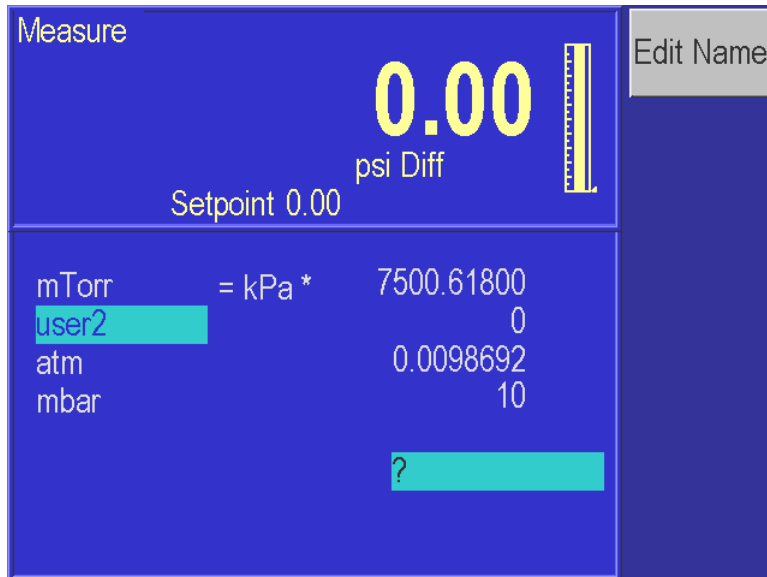 Measure
Edit Name
0.00
psi Diff
Setpoint 0.00
mTorr = kPa * 7500.61800
user2 0
atm 0.0098692
mbar 10
?